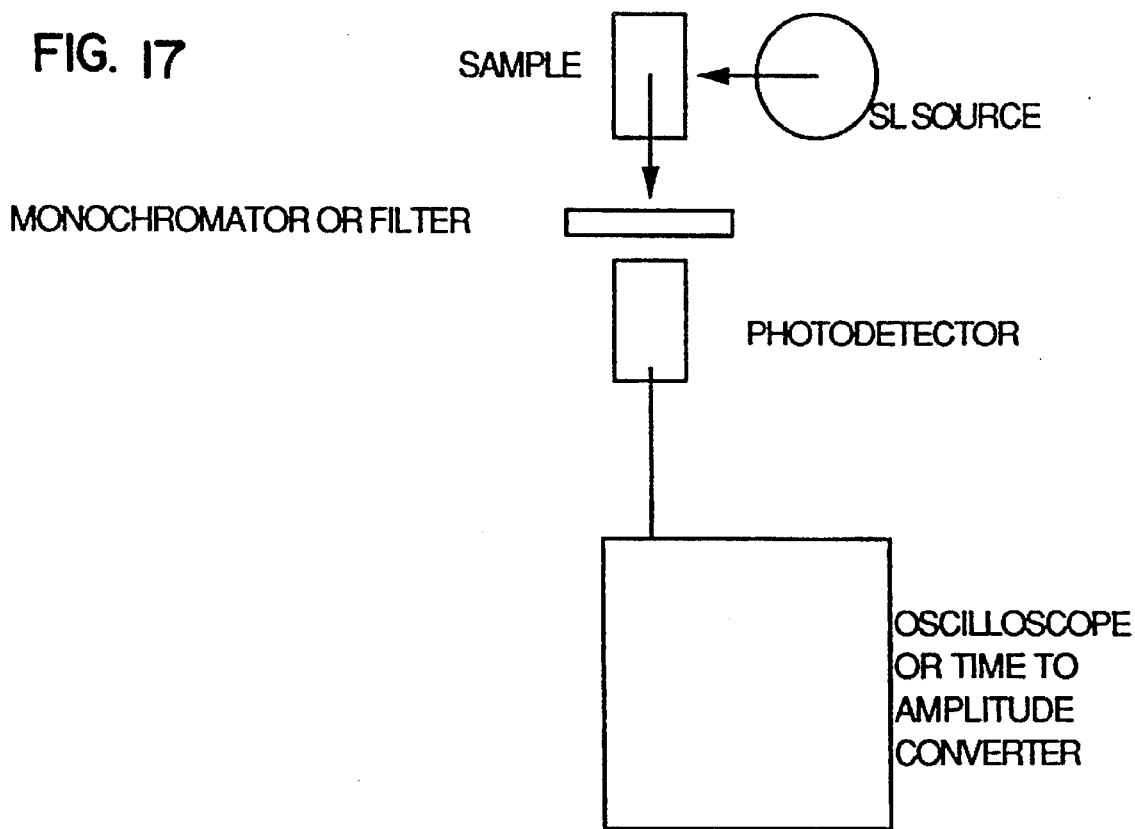 FIG. 17
SAMPLE
SL SOURCE
MONOCHROMATOR OR FILTER
PHOTODETECTOR
OSCILLOSCOPE
OR TIME TO
AMPLITUDE
CONVERTER